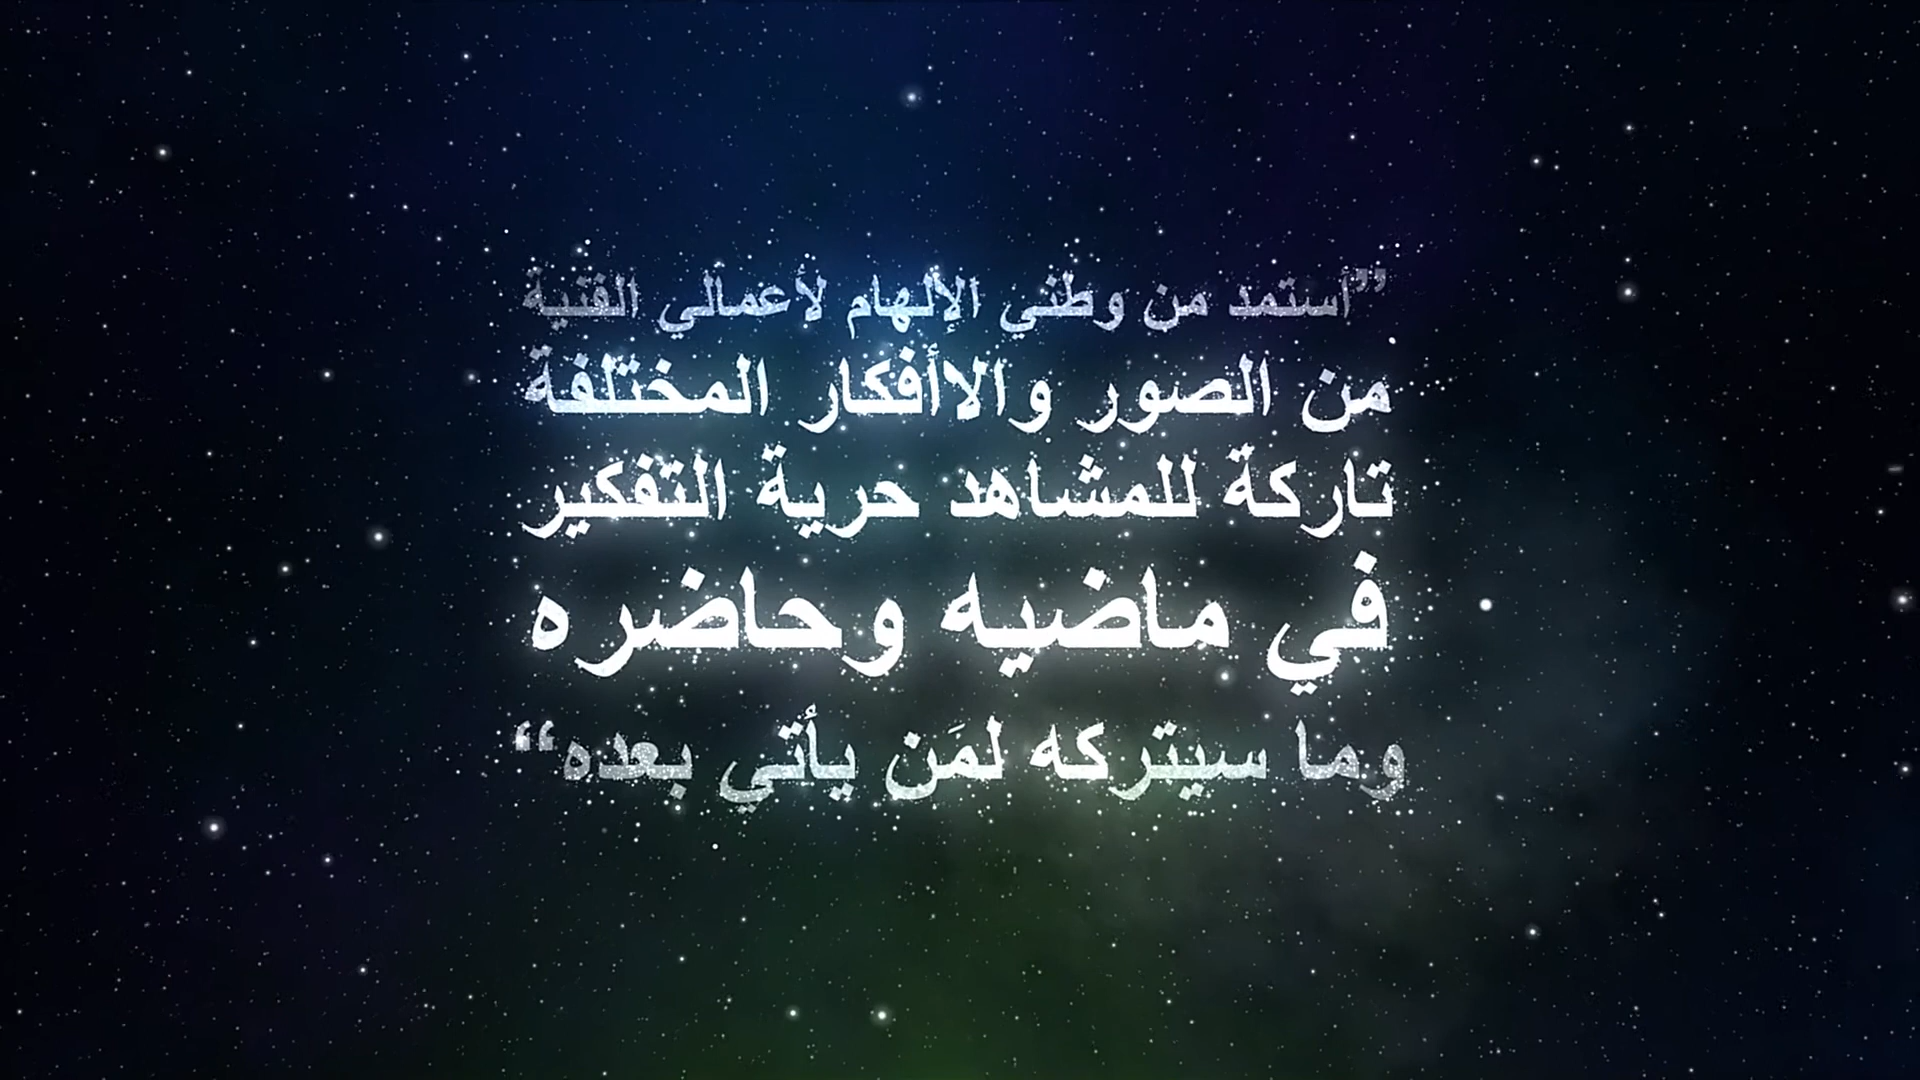 ”أستمد من وطني الإلهام لأعمالي الفنية
من الصور والاأفكار المختلفة
تاركة للمشاهد حرية التفكير
في ماضيه وحاضره
وما سيتركه لمَن يأتي بعده“